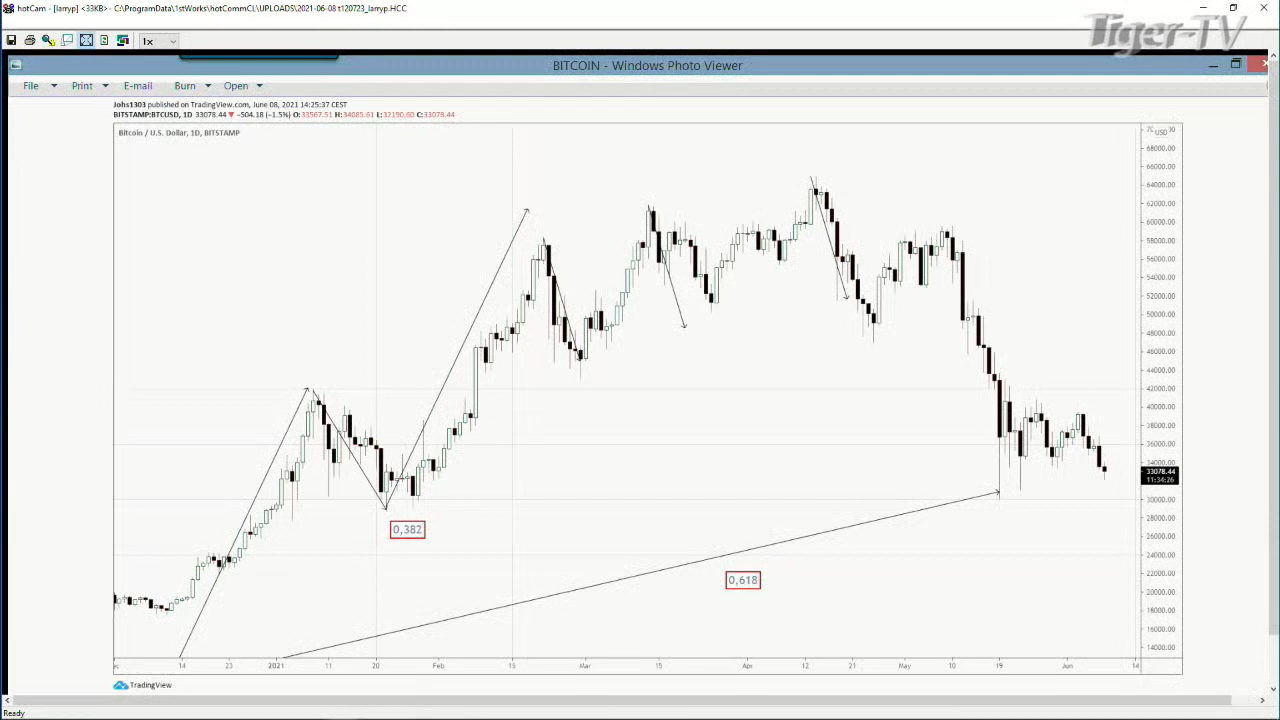 hotCam - [larryp] <33KB> - C:\ProgramData\1stWorks\hotCommCL\UPLOADS\2021-06-08 t120723_larryp.HCC
Tiger-TV
1x
BITCOIN - Windows Photo Viewer
File Print E-mail Burn Open
Johs1303 published on TradingView.com, June 08, 2021 14:25:37 CEST
BITSTAMP:BTCUSD, 1D 33078.44 ▼ −504.18 (−1.5%) O:33567.51 H:34085.61 L:32190.60 C:33078.44
Bitcoin / U.S. Dollar, 1D, BITSTAMP
USD
68000.00
66000.00
64000.00
62000.00
60000.00
58000.00
56000.00
54000.00
52000.00
50000.00
48000.00
46000.00
44000.00
42000.00
40000.00
38000.00
36000.00
34000.00
33078.44
11:34:26
30000.00
28000.00
26000.00
24000.00
22000.00
20000.00
18000.00
16000.00
14000.00
0,382
0,618
14 23 2021 11 20 Feb 15 Mar 15 Apr 12 21 May 10 19 Jun 14
TradingView
Ready